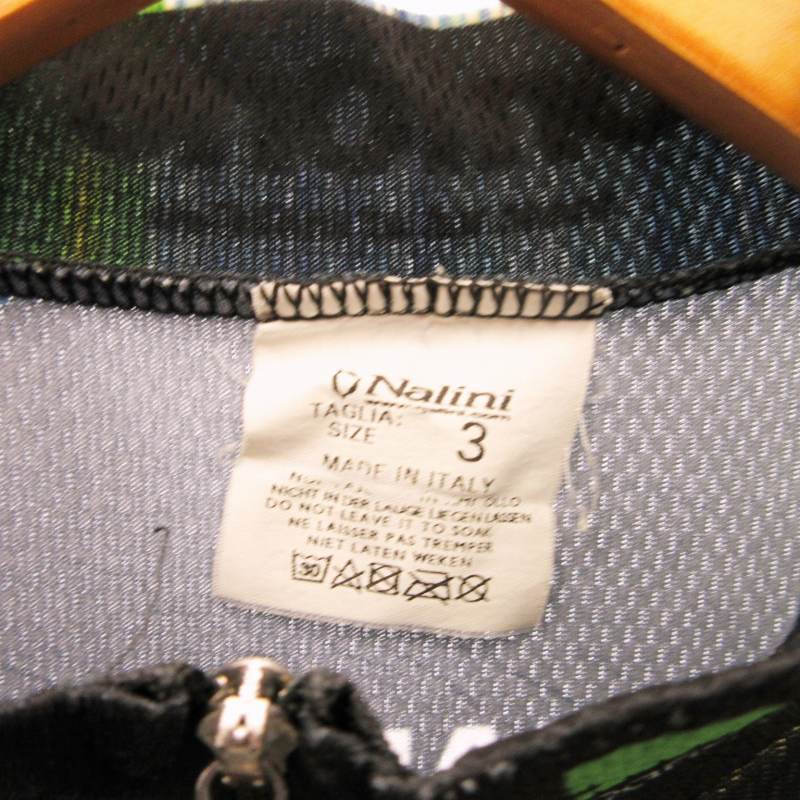 Nalini
TAGLIA:
SIZE 3
MADE IN ITALY
NICHT IN DER LAUGE LIEGEN LASSEN
DO NOT LEAVE IT TO SOAK
NE LAISSER PAS TREMPER
NIET LATEN WEKEN
30